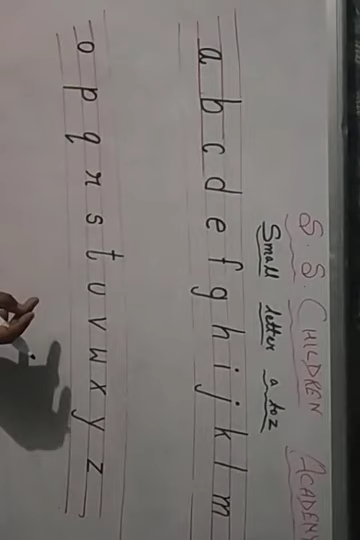 S.S. CHILDREN ACADEMY
Small letter a to z
a b c d e f g h i j k l m
o p q r s t u v w x y z